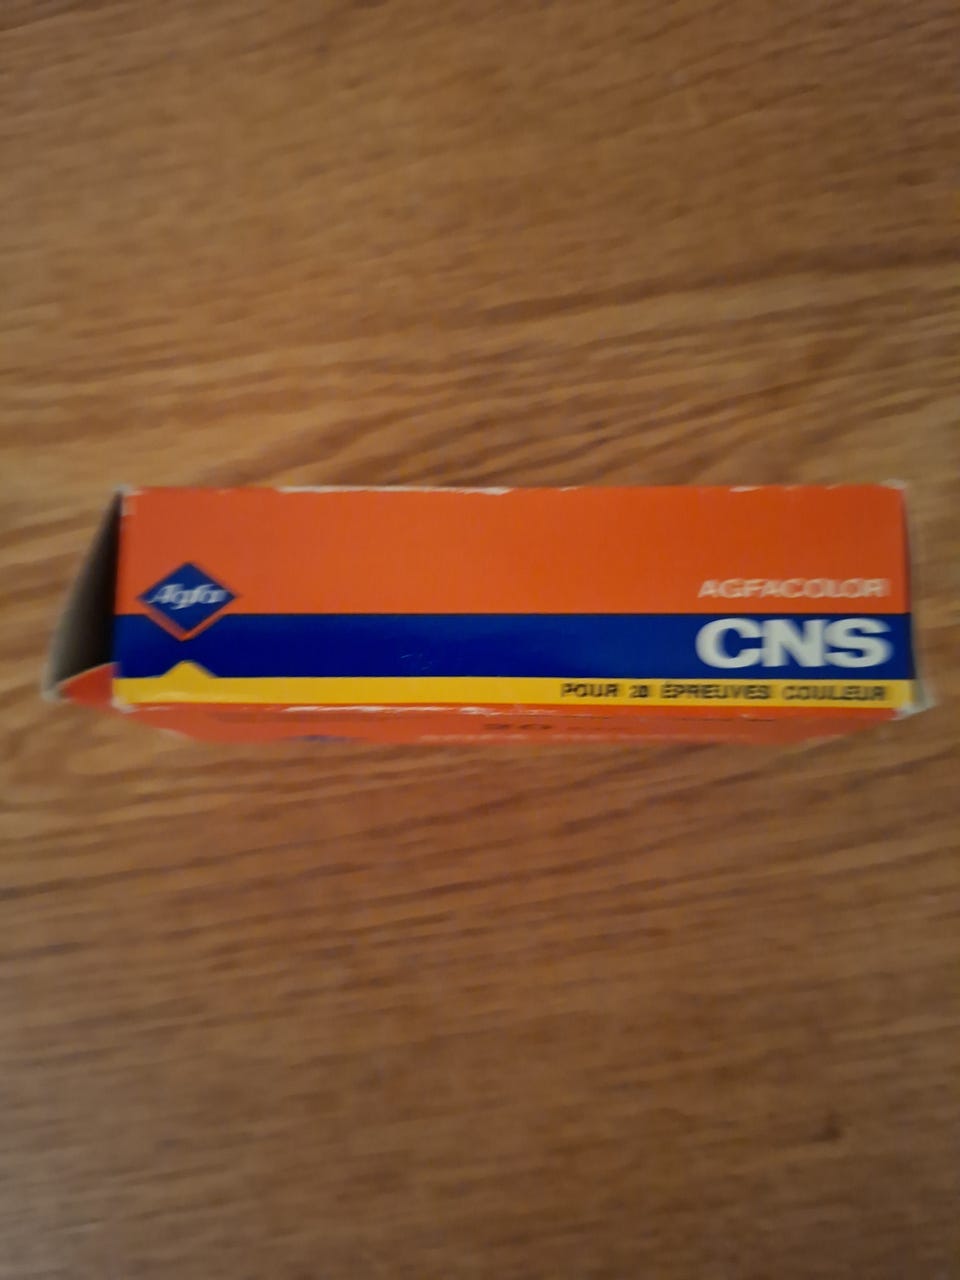 Agfa
AGFACOLOR
CNS
POUR 20 ÉPREUVES COULEUR